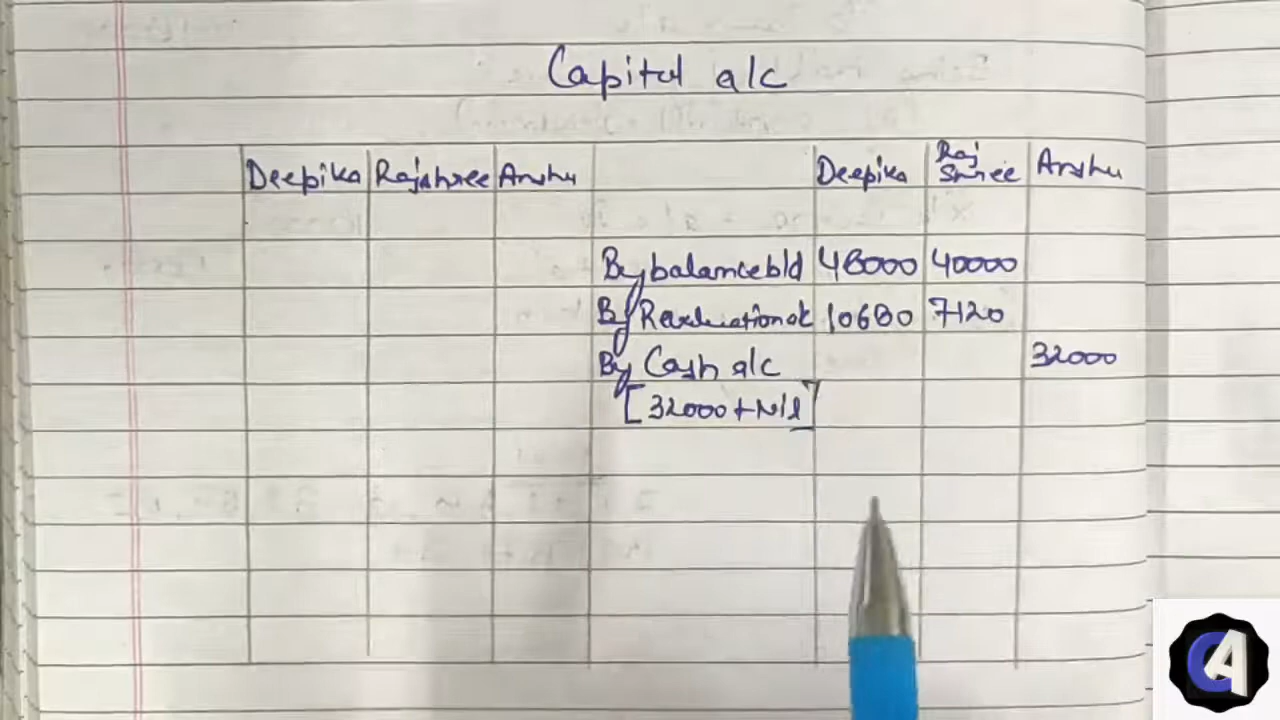 Capital a/c
Deepika Rajshree Anshu Deepika Raj Shree Anshu
By balance b/d 48000 40000
By Revaluation a/c 10680 7120
By Cash a/c 32000
[32000+Nil]
CA